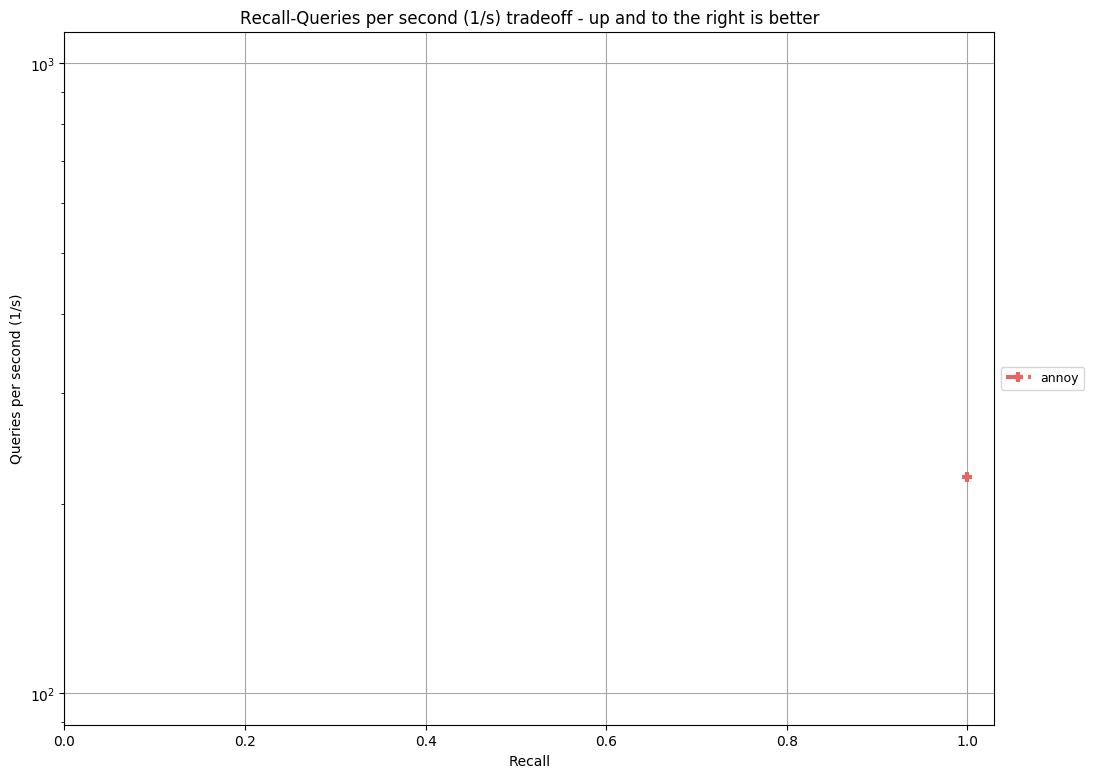 Recall-Queries per second (1/s) tradeoff - up and to the right is better
10³
Queries per second (1/s)
annoy
10²
0.0 0.2 0.4 0.6 0.8 1.0
Recall